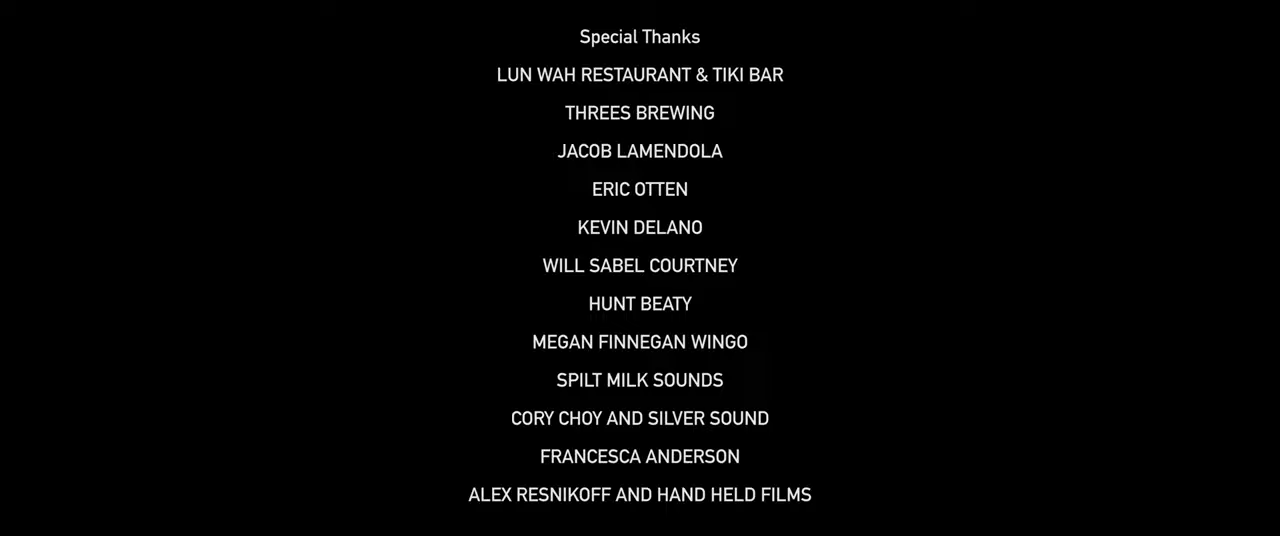 Special Thanks
LUN WAH RESTAURANT & TIKI BAR
THREES BREWING
JACOB LAMENDOLA
ERIC OTTEN
KEVIN DELANO
WILL SABEL COURTNEY
HUNT BEATY
MEGAN FINNEGAN WINGO
SPILT MILK SOUNDS
CORY CHOY AND SILVER SOUND
FRANCESCA ANDERSON
ALEX RESNIKOFF AND HAND HELD FILMS